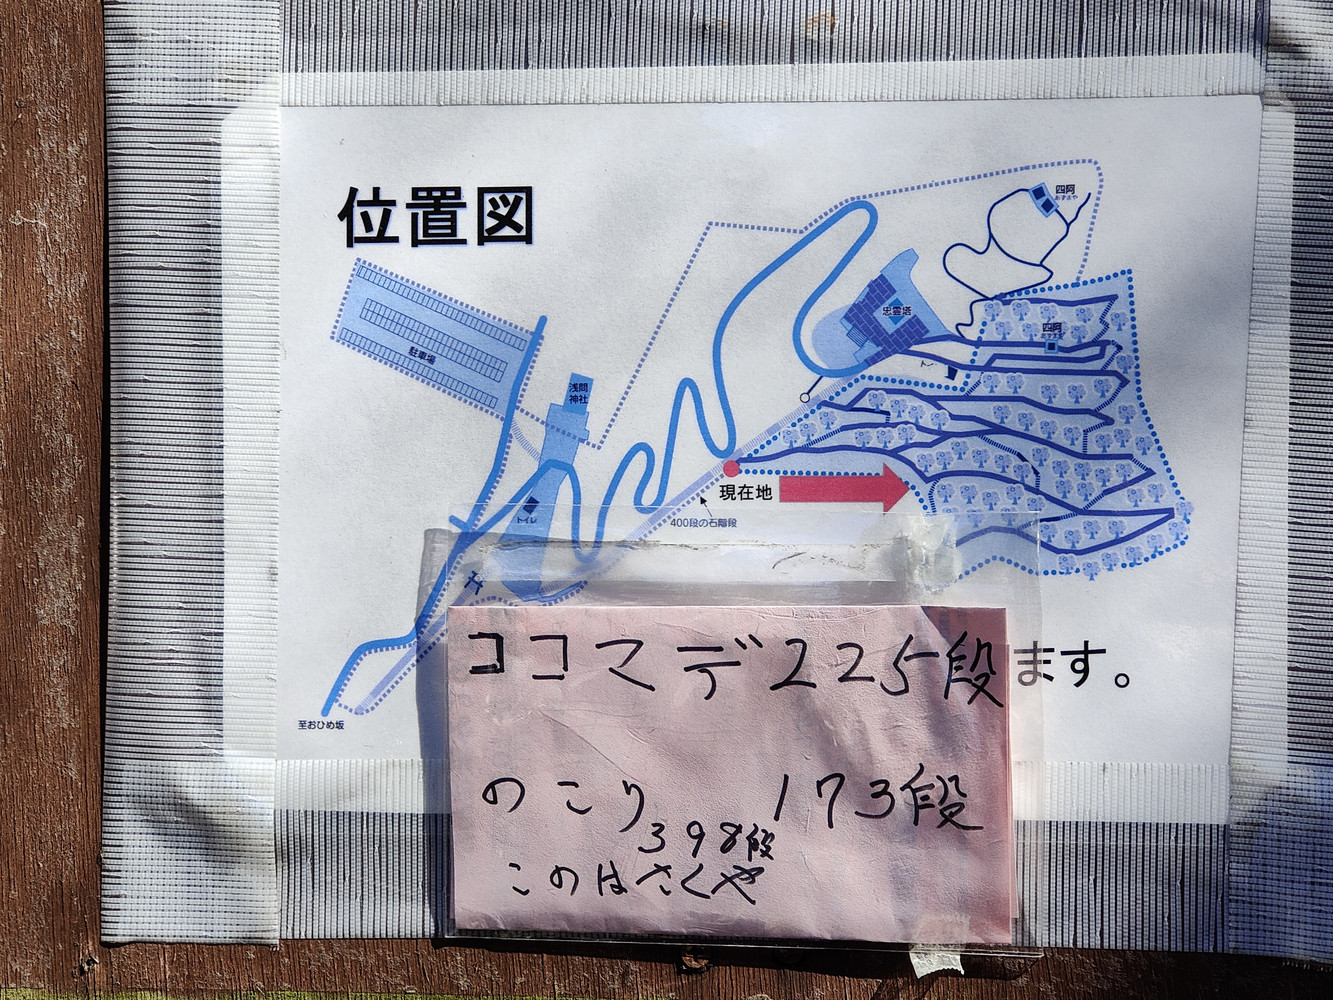 位置図
四阿
あずまや
忠霊塔
四阿
あずまや
駐車場
浅間
神社
トイレ
トイレ
現在地
400段の石階段
至おひめ坂
ます。
ココマデ225段
のこり 173段
398段
このはさくや